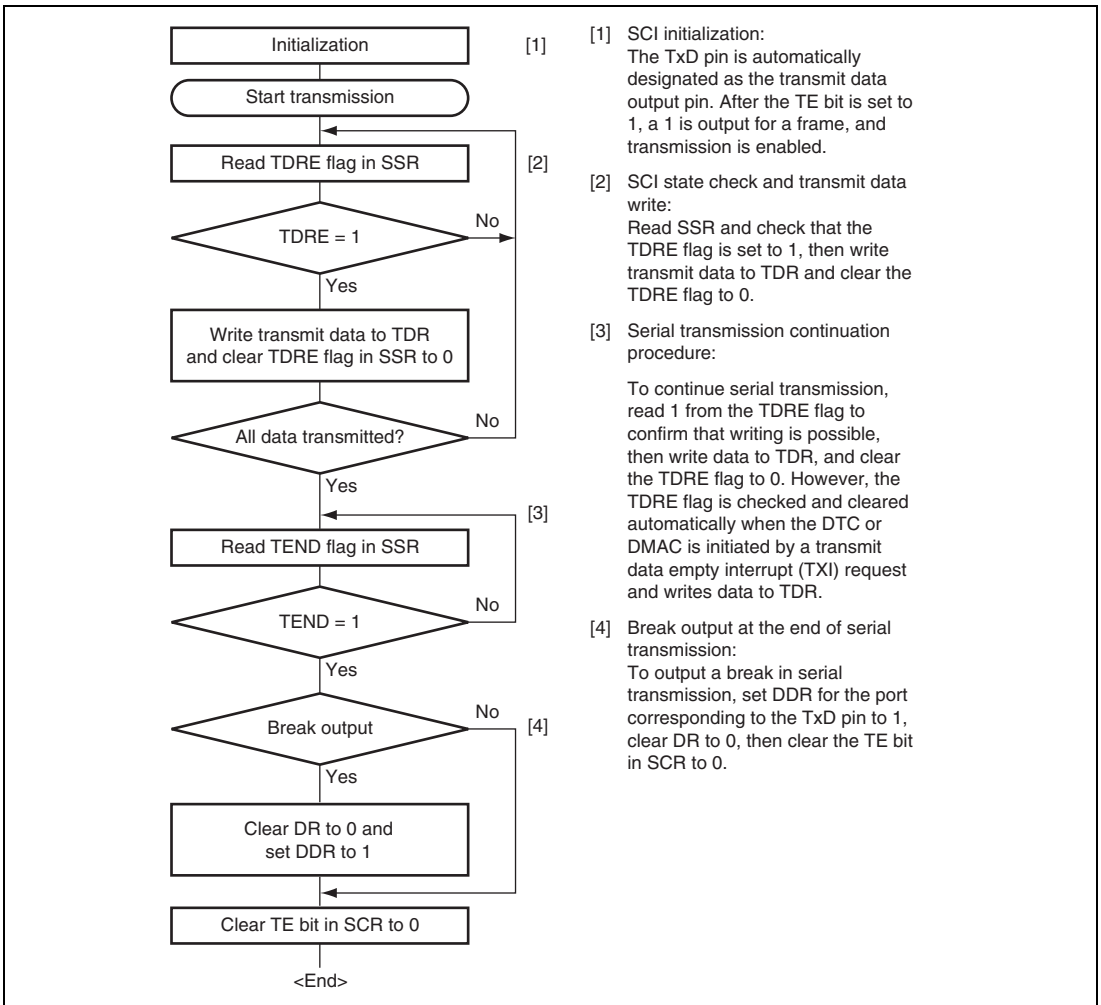 Initialization
[1]
Start transmission
Read TDRE flag in SSR
[2]
TDRE = 1
No
Yes
Write transmit data to TDR
and clear TDRE flag in SSR to 0
All data transmitted?
No
Yes
[3]
Read TEND flag in SSR
TEND = 1
No
Yes
Break output
No
[4]
Yes
Clear DR to 0 and
set DDR to 1
Clear TE bit in SCR to 0
<End>
[1] SCI initialization:
The TxD pin is automatically
designated as the transmit data
output pin. After the TE bit is set to
1, a 1 is output for a frame, and
transmission is enabled.
[2] SCI state check and transmit data
write:
Read SSR and check that the
TDRE flag is set to 1, then write
transmit data to TDR and clear the
TDRE flag to 0.
[3] Serial transmission continuation
procedure:
To continue serial transmission,
read 1 from the TDRE flag to
confirm that writing is possible,
then write data to TDR, and clear
the TDRE flag to 0. However, the
TDRE flag is checked and cleared
automatically when the DTC or
DMAC is initiated by a transmit
data empty interrupt (TXI) request
and writes data to TDR.
[4] Break output at the end of serial
transmission:
To output a break in serial
transmission, set DDR for the port
corresponding to the TxD pin to 1,
clear DR to 0, then clear the TE bit
in SCR to 0.